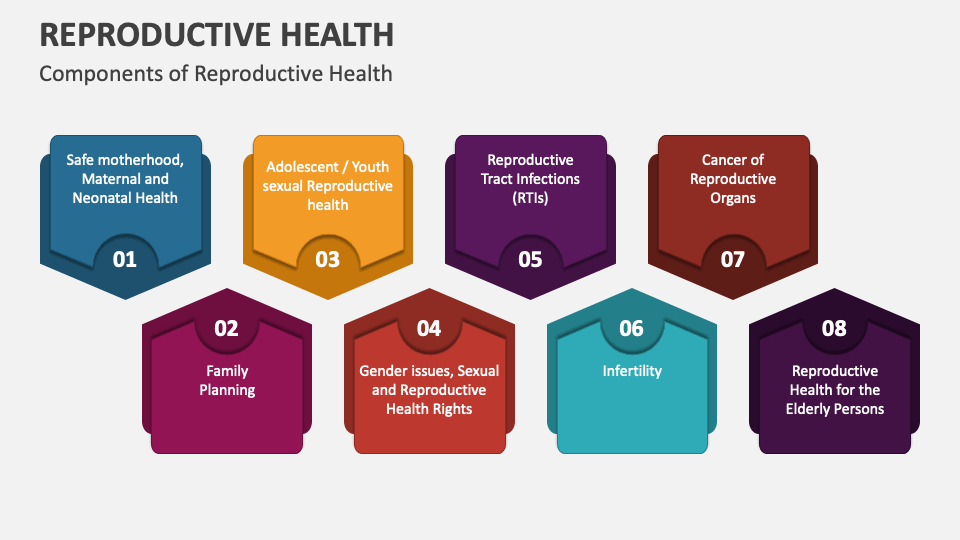 REPRODUCTIVE HEALTH
Components of Reproductive Health
Safe motherhood,
Maternal and
Neonatal Health
01
02
Family
Planning
Adolescent / Youth
sexual Reproductive
health
03
04
Gender issues, Sexual
and Reproductive
Health Rights
Reproductive
Tract Infections
(RTIs)
05
06
Infertility
Cancer of
Reproductive
Organs
07
08
Reproductive
Health for the
Elderly Persons